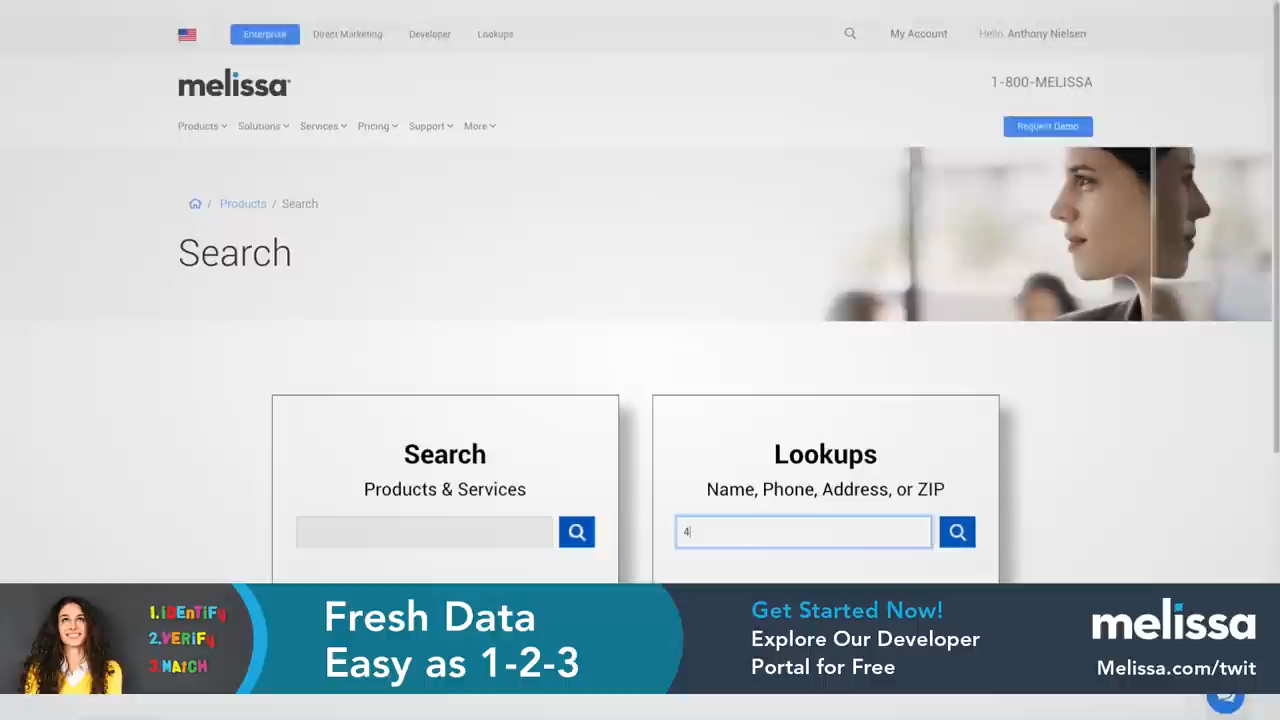 Enterprise Direct Marketing Developer Lookups My Account Hello, Anthony Nielsen
melissa
1-800-MELISSA
Products Solutions Services Pricing Support More Request Demo
/ Products / Search
Search
Search
Products & Services
Lookups
Name, Phone, Address, or ZIP
4
1.iDEnTiFy
2.VERiFy
3.MAtCH
Fresh Data
Easy as 1-2-3
Get Started Now!
Explore Our Developer
Portal for Free
melissa
Melissa.com/twit